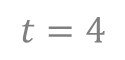 t = 4